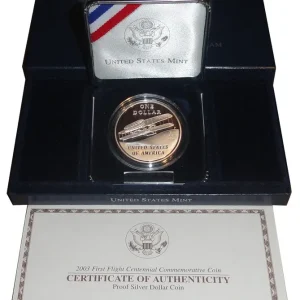 UNITED STATES MINT
ONE
DOLLAR
UNITED STATES
OF AMERICA
UNITED STATES MINT
2003 First Flight Centennial Commemorative Coin
CERTIFICATE OF AUTHENTICITY
Proof Silver Dollar Coin